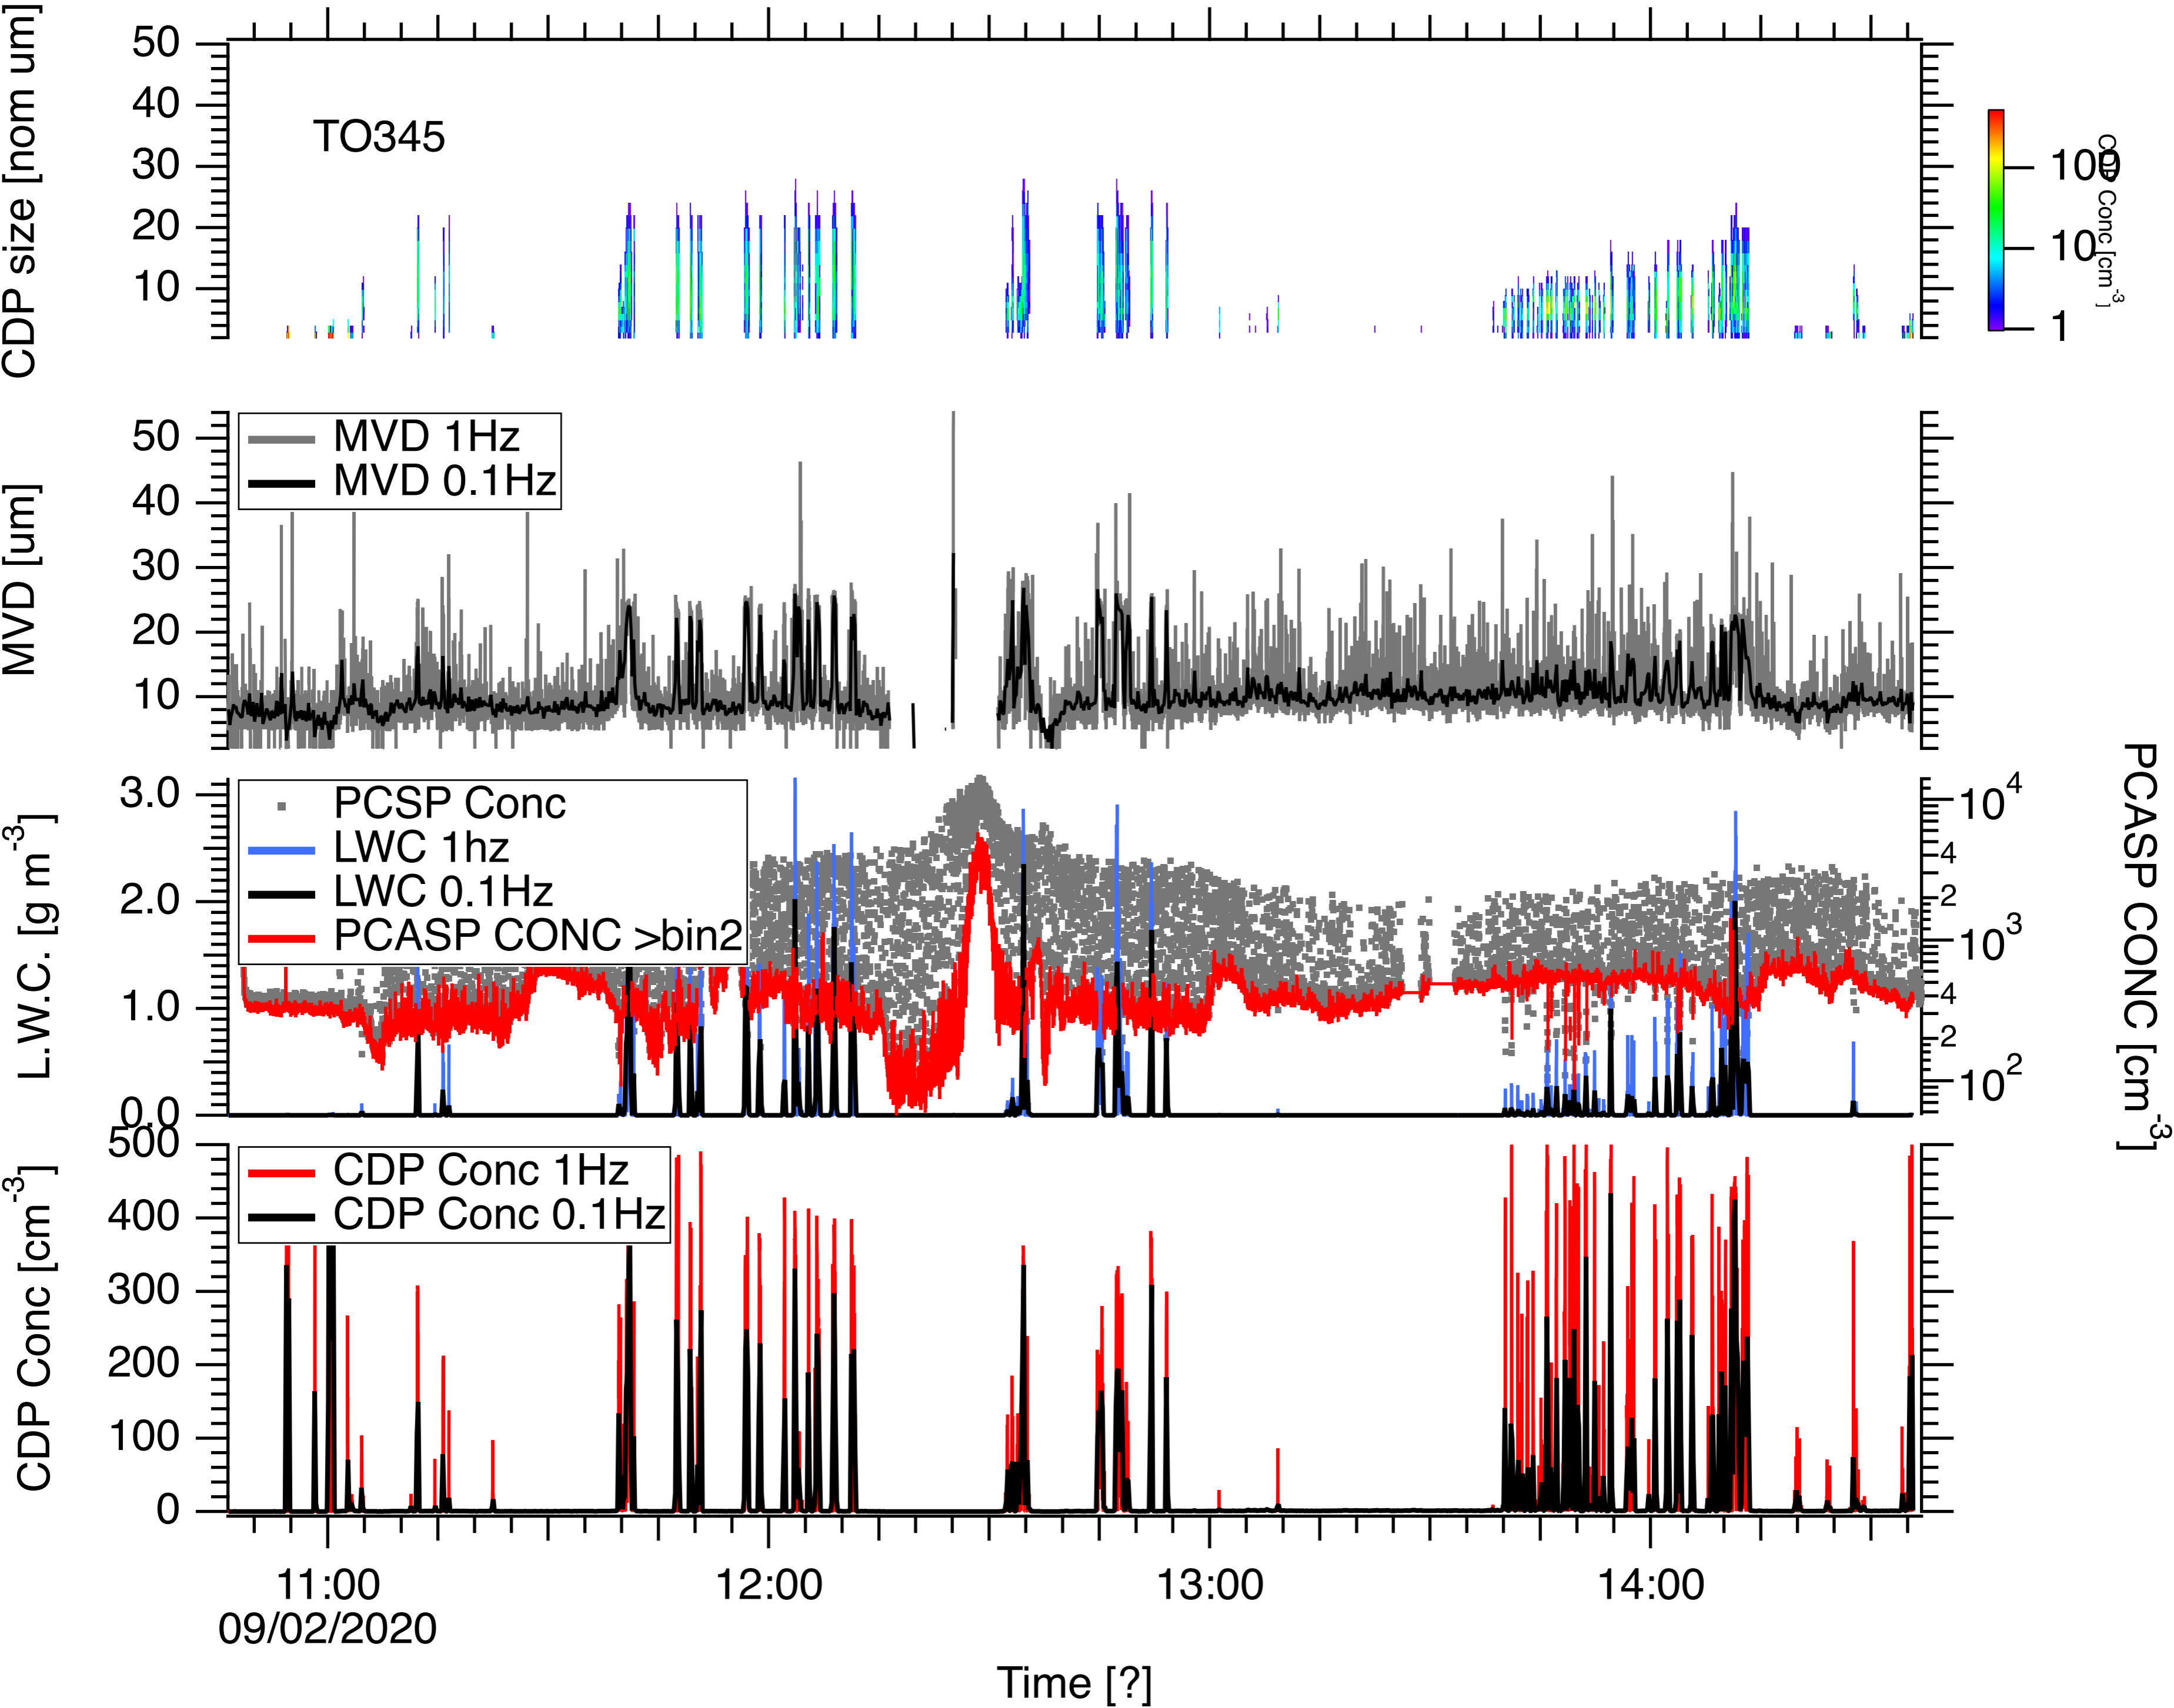 CDP size [nom um]
50
40
30
20
10
TO345
100
10
1
CDP Conc [cm-3]
MVD [um]
50
40
30
20
10
MVD 1Hz
MVD 0.1Hz
L.W.C. [g m-3]
3.0
2.0
1.0
0.0
PCSP Conc
LWC 1hz
LWC 0.1Hz
PCASP CONC >bin2
10^4
4
2
10^3
4
2
10^2
PCASP CONC [cm-3]
CDP Conc [cm-3]
500
400
300
200
100
0
CDP Conc 1Hz
CDP Conc 0.1Hz
11:00 12:00 13:00 14:00
09/02/2020
Time [?]